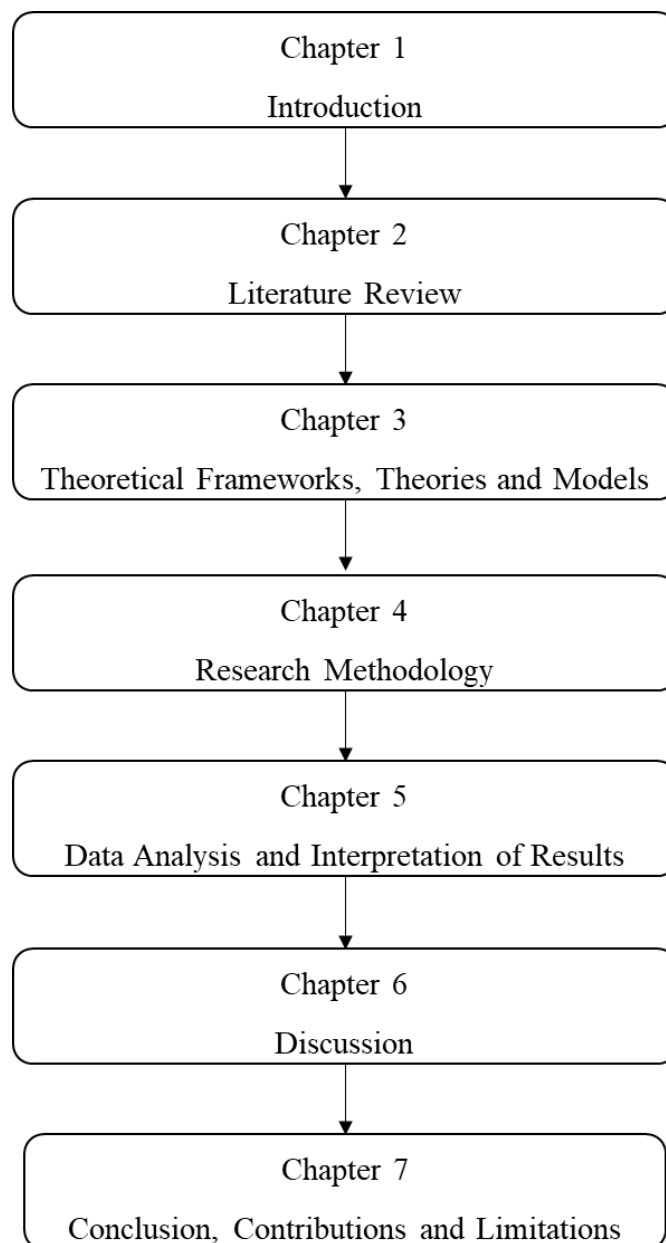 Chapter 1
Introduction
Chapter 2
Literature Review
Chapter 3
Theoretical Frameworks, Theories and Models
Chapter 4
Research Methodology
Chapter 5
Data Analysis and Interpretation of Results
Chapter 6
Discussion
Chapter 7
Conclusion, Contributions and Limitations